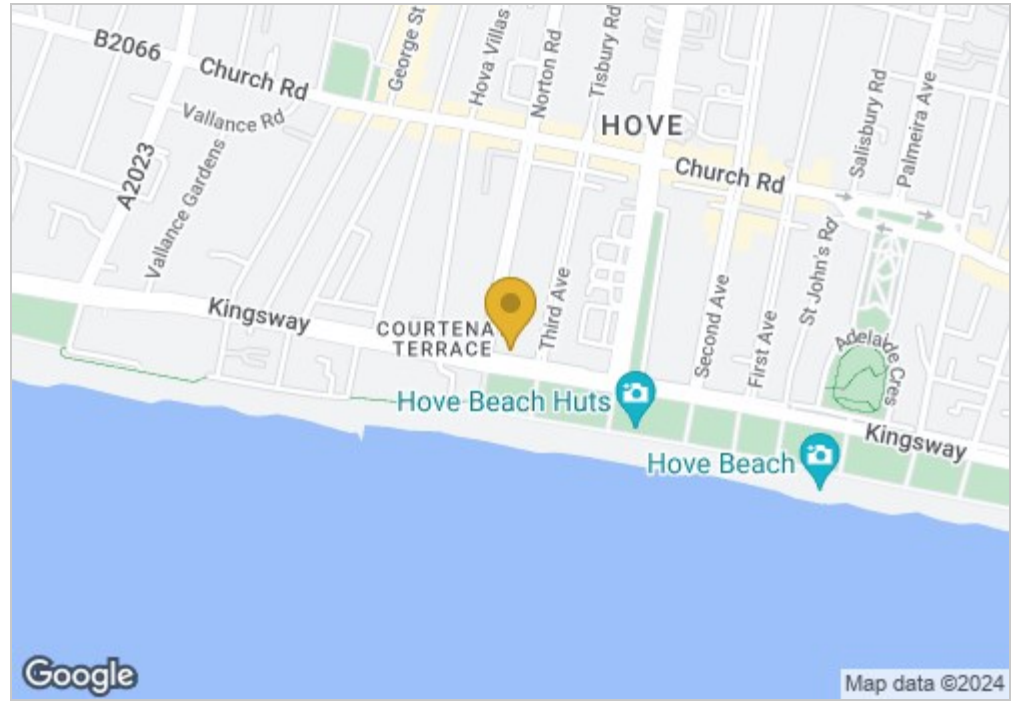 B2066
Church Rd
George St
Hova Villas
Norton Rd
Tisbury Rd
HOVE
Salisbury Rd
Palmeira Ave
Vallance Rd
A2023
Vallance Gardens
Church Rd
St John's Rd
Kingsway
COURTENA
TERRACE
Third Ave
Second Ave
First Ave
Adelaide Cres
Hove Beach Huts
Kingsway
Hove Beach
Google
Map data ©2024